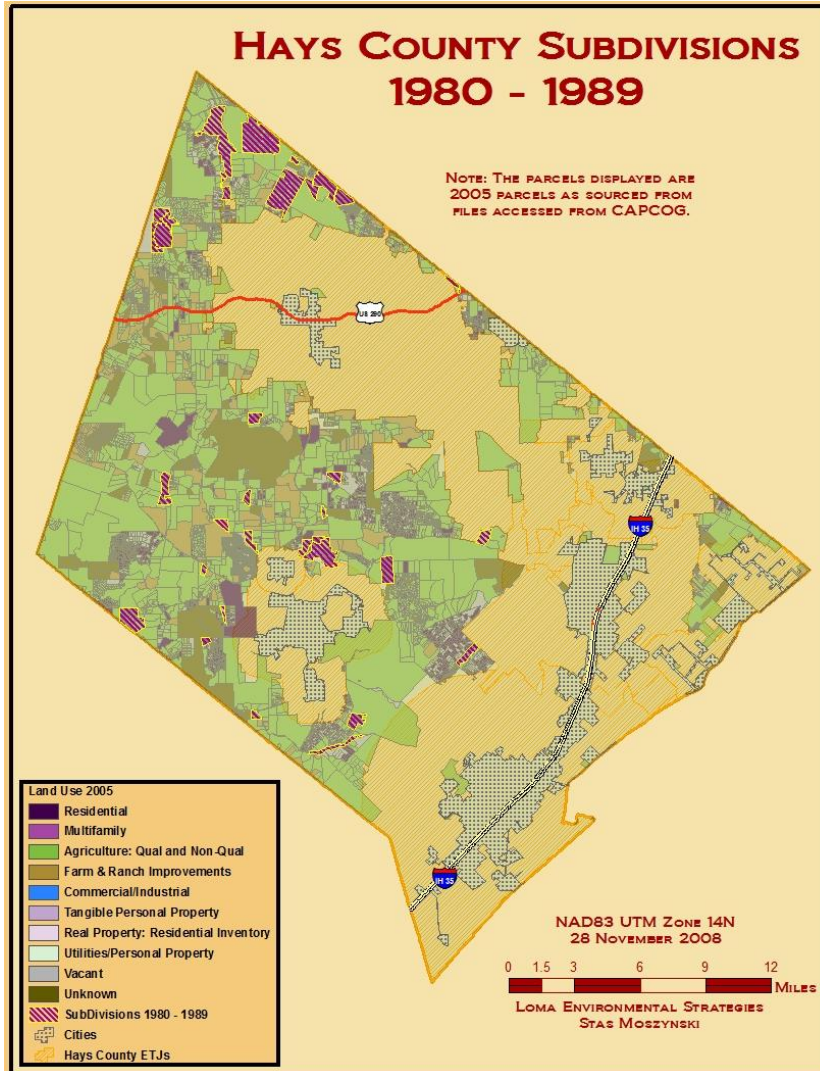 Hays County Subdivisions
1980 - 1989
Note: The parcels displayed are
2005 parcels as sourced from
files accessed from CAPCOG.
US 290
IH 35
IH 35
Land Use 2005
Residential
Multifamily
Agriculture: Qual and Non-Qual
Farm & Ranch Improvements
Commercial/Industrial
Tangible Personal Property
Real Property: Residential Inventory
Utilities/Personal Property
Vacant
Unknown
SubDivisions 1980 - 1989
Cities
Hays County ETJs
NAD83 UTM Zone 14N
28 November 2008
0 1.5 3 6 9 12
Miles
Loma Environmental Strategies
Stas Moszynski